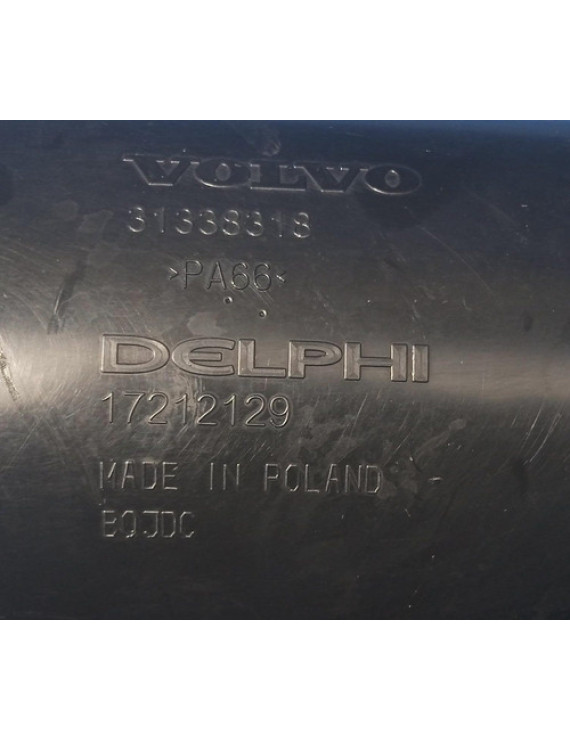 VOLVO
31338318
>PA66<
DELPHI
17212129
MADE IN POLAND
BQJDC